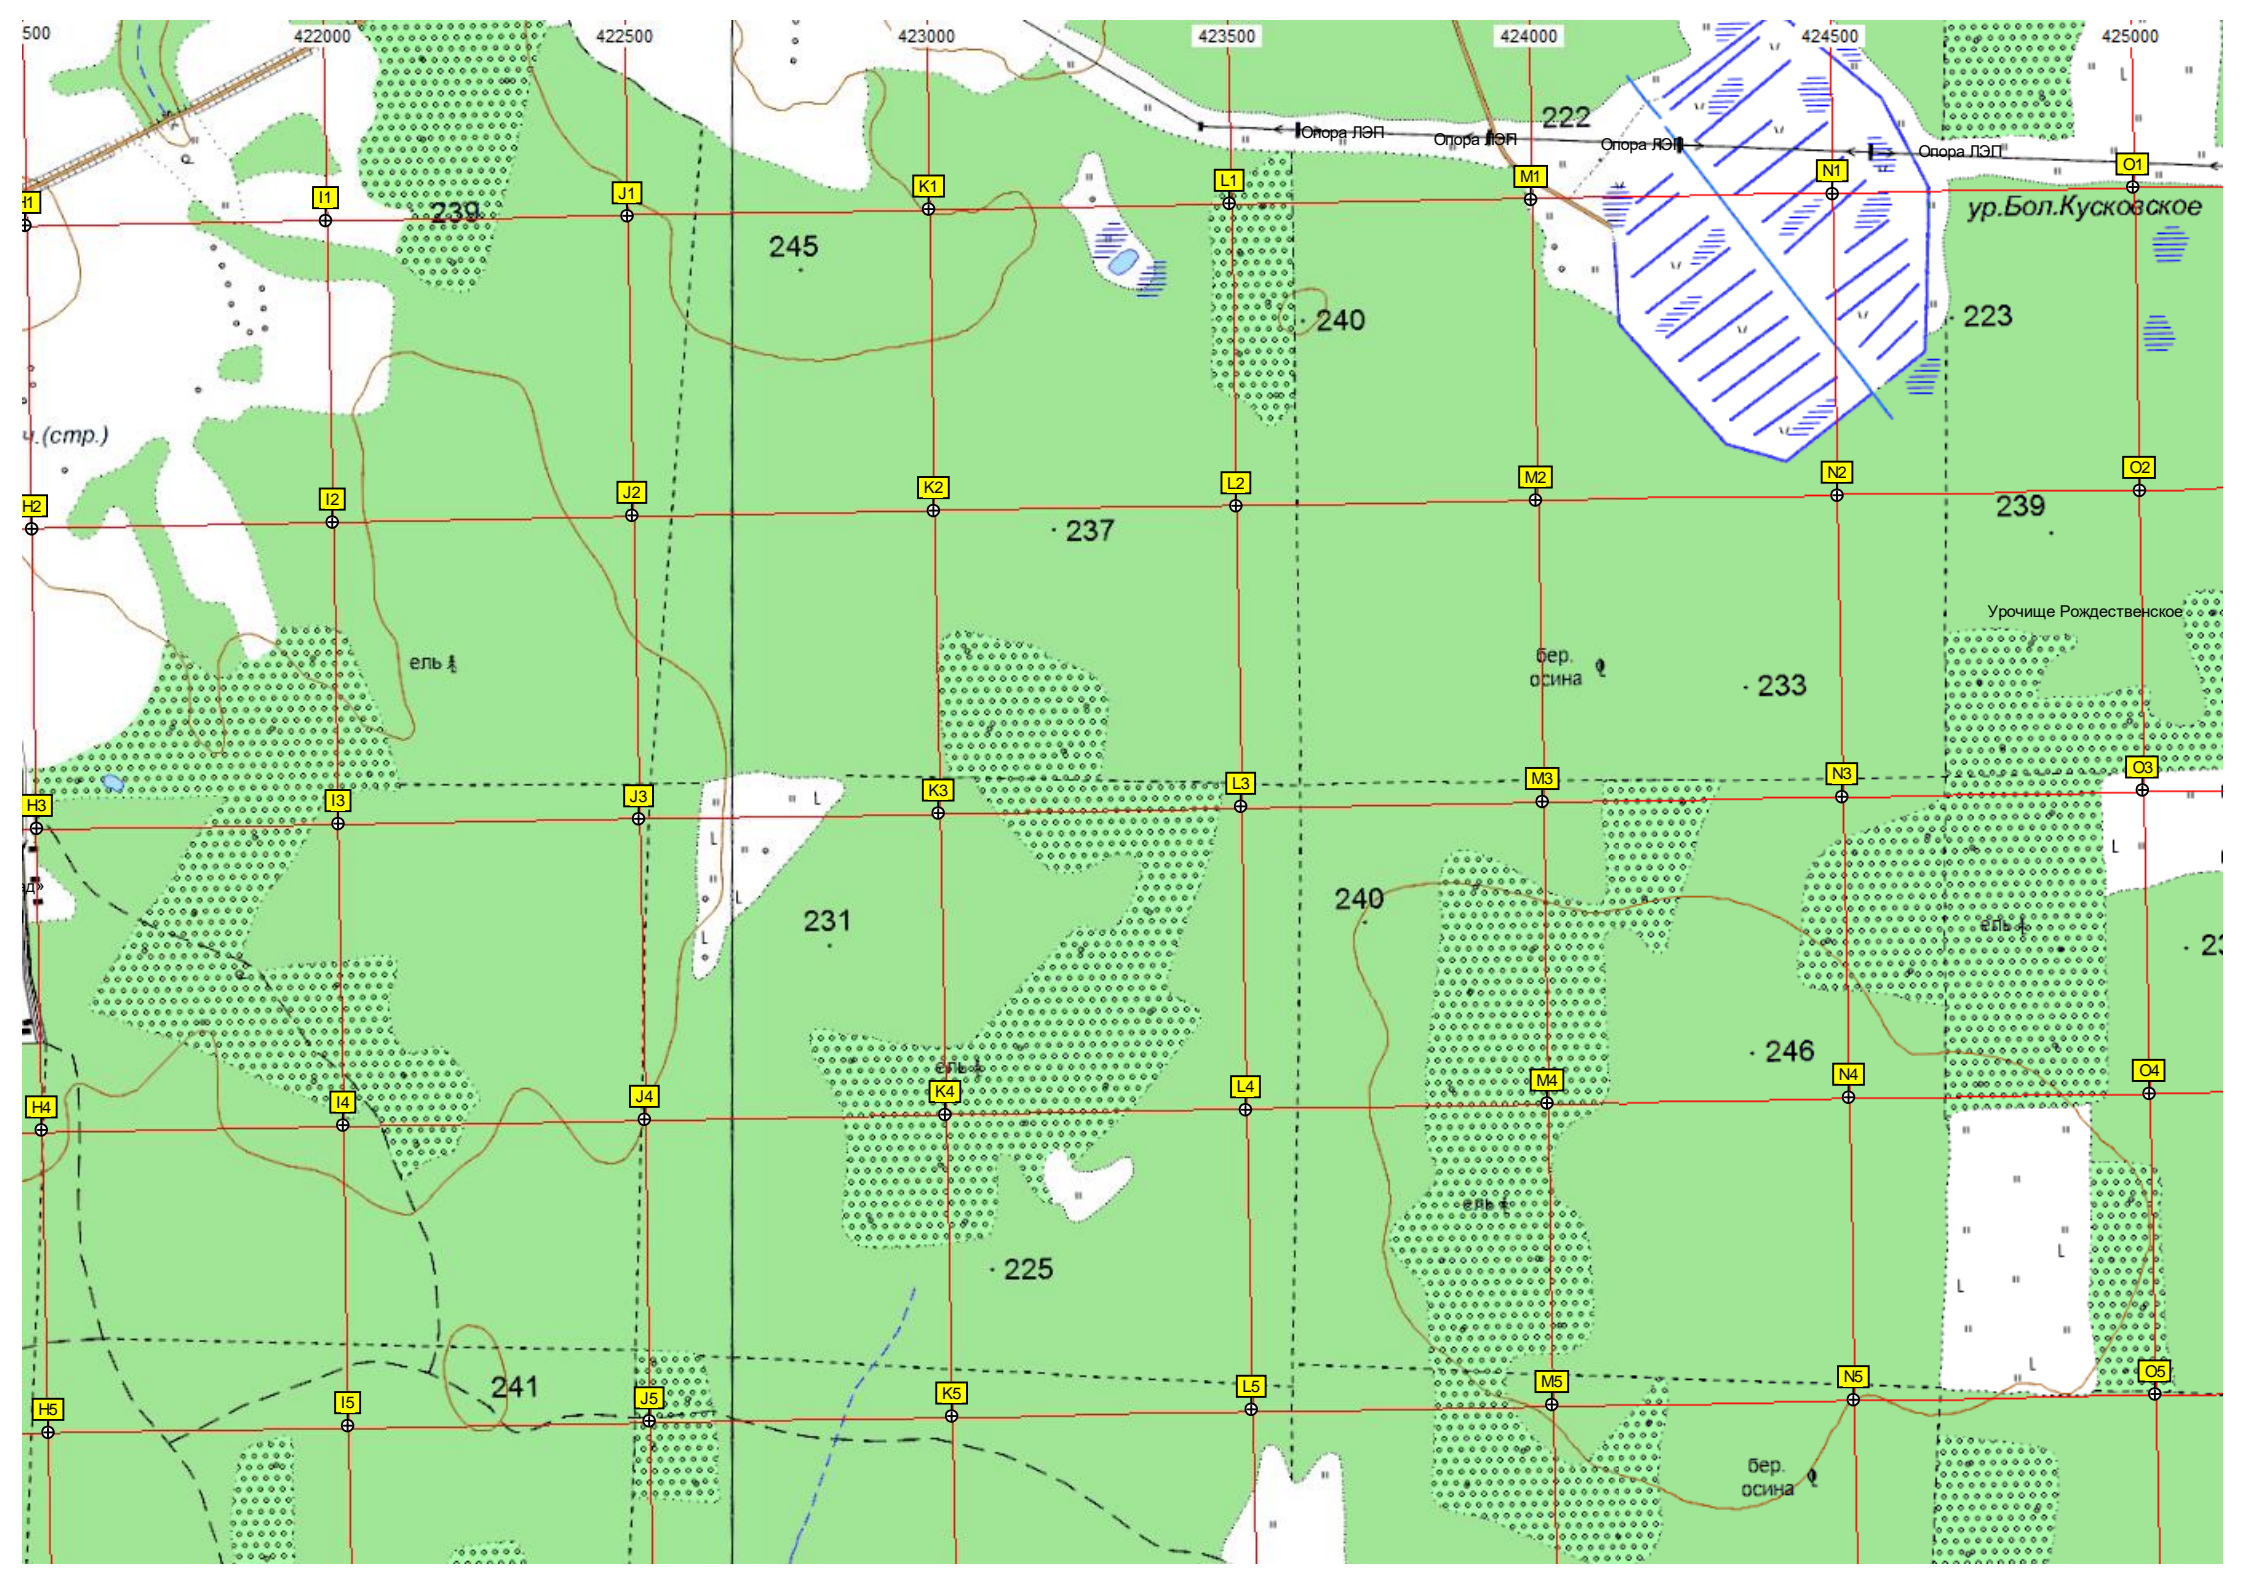 500 422000 422500 423000 423500 424000 424500 425000
222
Опора ЛЭП Опора ЛЭП Опора ЛЭП Опора ЛЭП
H1 I1 J1 K1 L1 M1 N1 O1
239
ур.Бол.Кусковское
245
240
223
ч.(стр.)
H2 I2 J2 K2 L2 M2 N2 O2
237
239
Урочище Рождественское
ель
бер.
осина
233
H3 I3 J3 K3 L3 M3 N3 O3
ад»
231
240
ель
23
246
ель
H4 I4 J4 K4 L4 M4 N4 O4
ель
225
241
H5 I5 J5 K5 L5 M5 N5 O5
бер.
осина